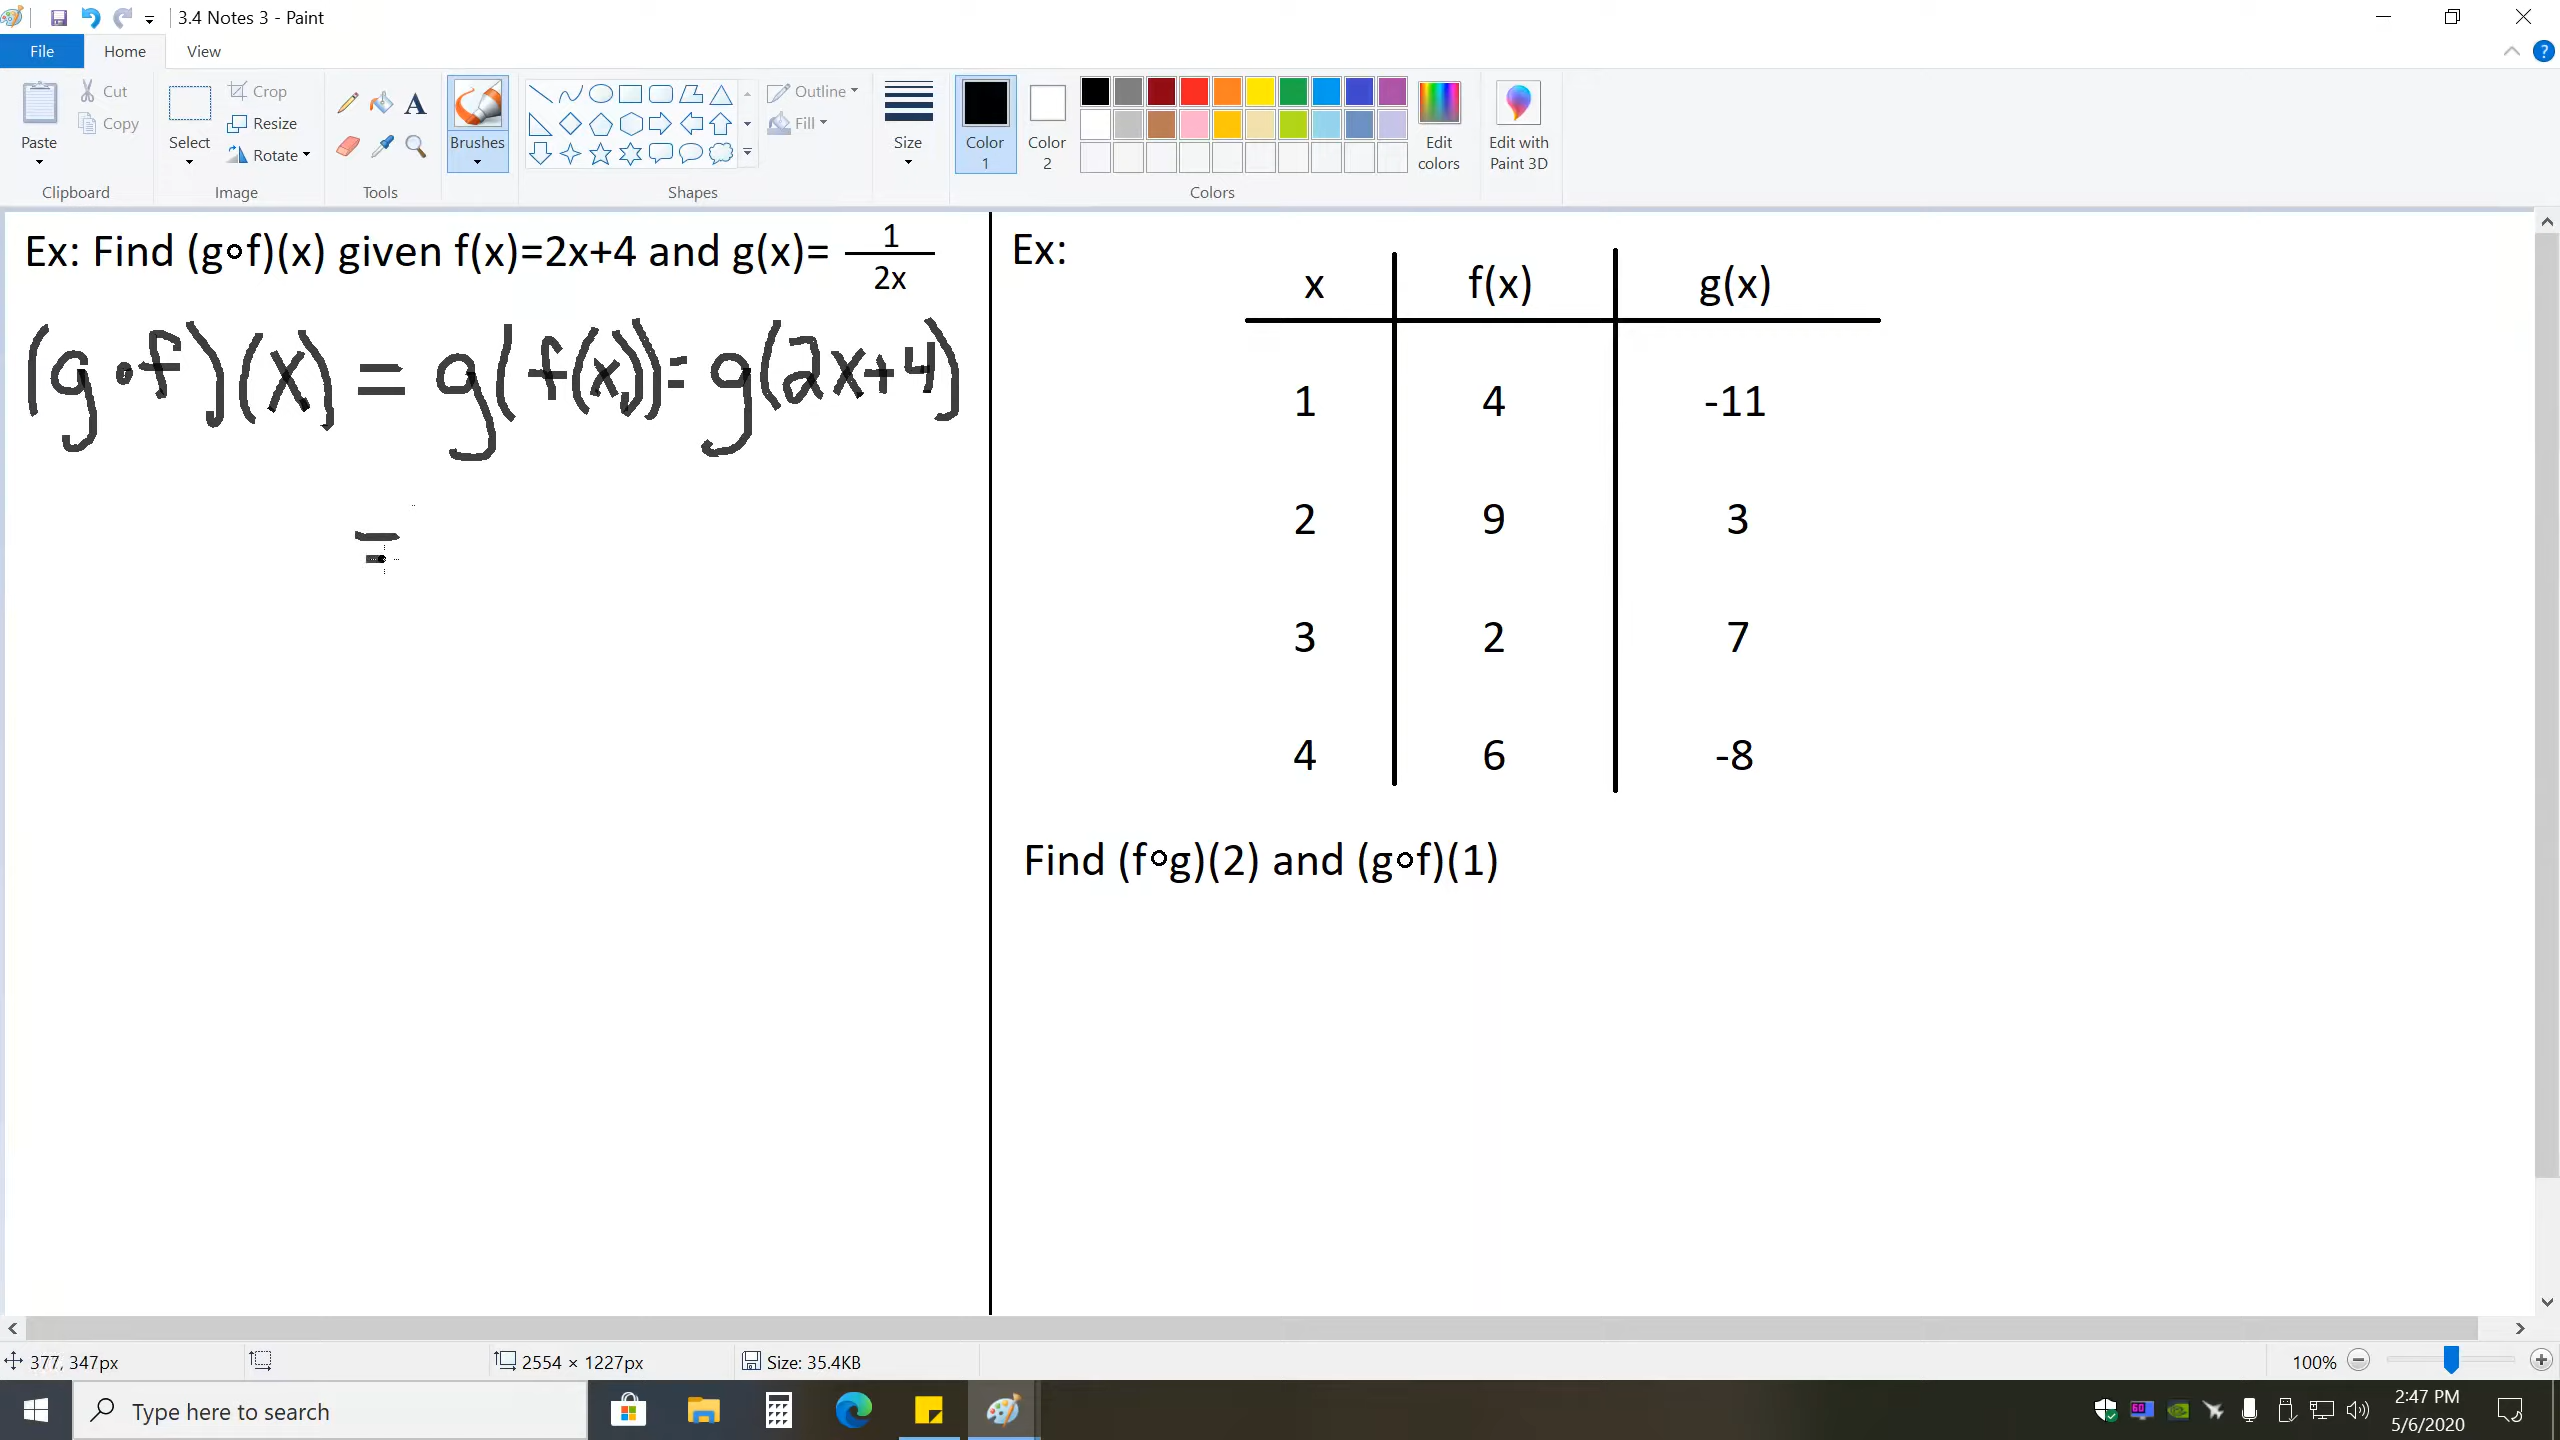 3.4 Notes 3 - Paint
File Home View
Paste Cut Copy Clipboard
Select Crop Resize Rotate Image
Tools
Brushes
Outline Fill Shapes
Size
Color 1 Color 2 Edit colors Colors
Edit with Paint 3D
Ex: Find (g∘f)(x) given f(x)=2x+4 and g(x)= 1/2x
(g∘f)(x) = g(f(x)) = g(2x+4)
=
Ex:
x f(x) g(x)
1 4 -11
2 9 3
3 2 7
4 6 -8
Find (f∘g)(2) and (g∘f)(1)
377, 347px 2554 × 1227px Size: 35.4KB 100%
Type here to search
60
2:47 PM
5/6/2020